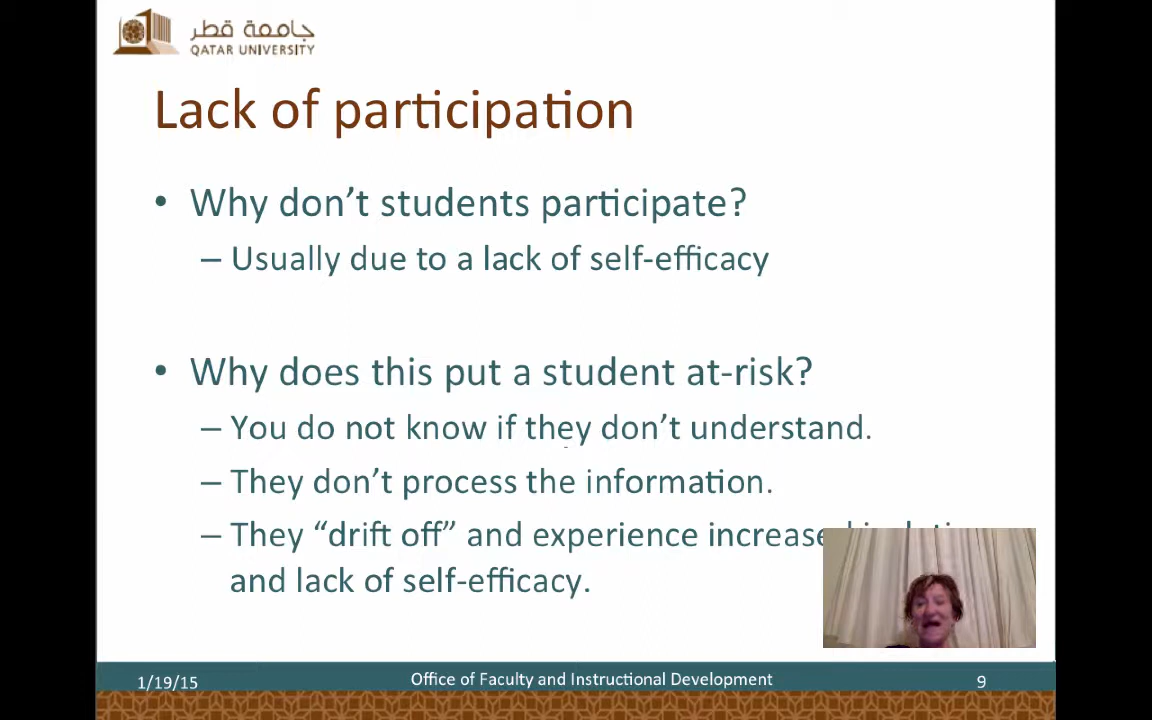 جامعة قطر
QATAR UNIVERSITY
Lack of participation
• Why don’t students participate?
– Usually due to a lack of self-efficacy
• Why does this put a student at-risk?
– You do not know if they don’t understand.
– They don’t process the information.
– They “drift off” and experience increased
and lack of self-efficacy.
1/19/15
Office of Faculty and Instructional Development
9